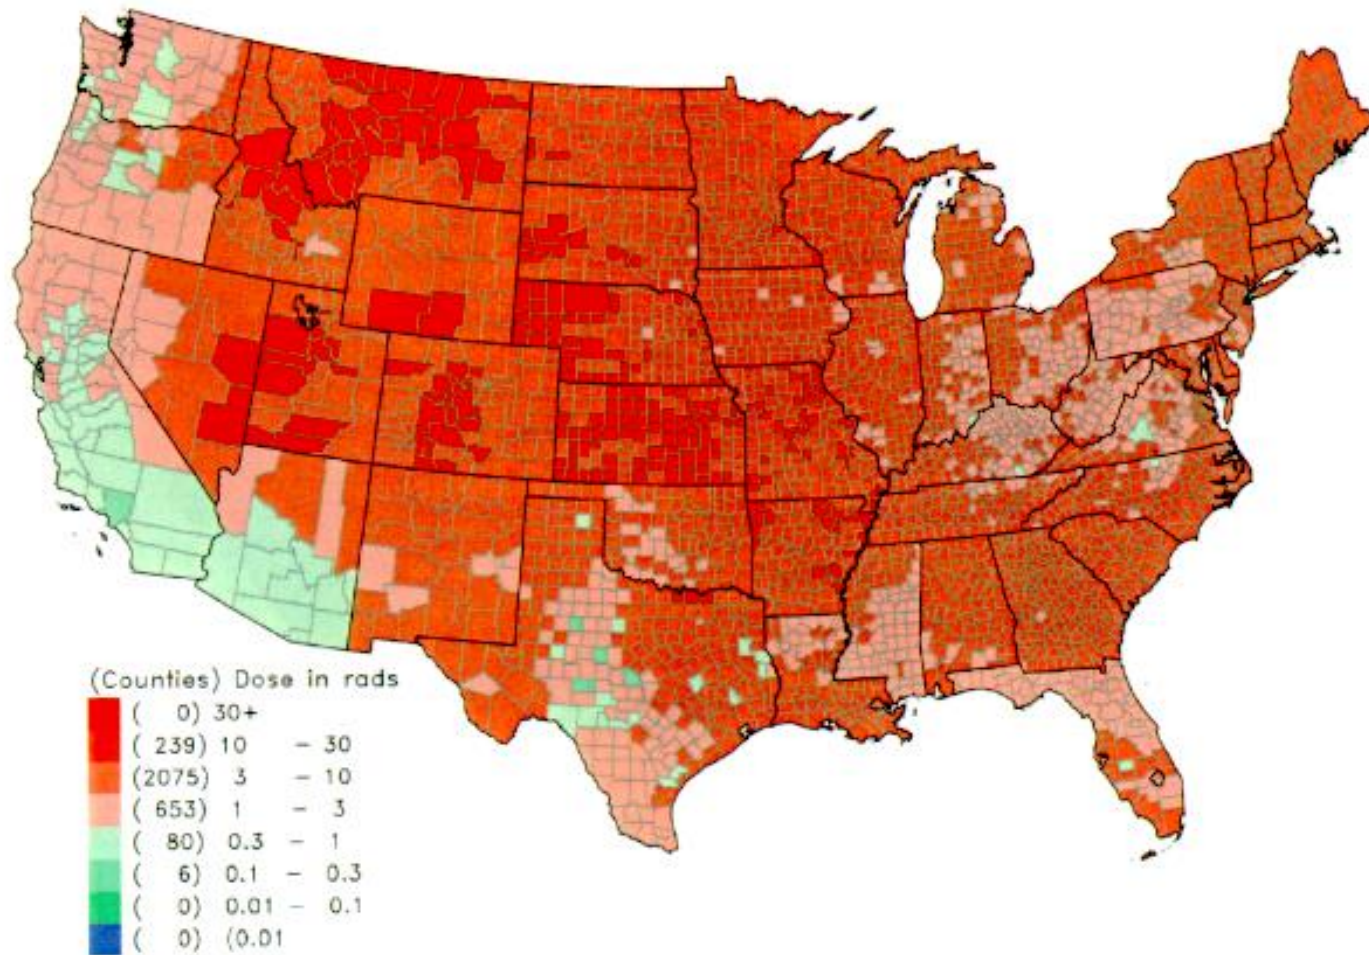 (Counties) Dose in rads
( 0) 30+
( 239) 10 - 30
(2075) 3 - 10
( 653) 1 - 3
( 80) 0.3 - 1
( 6) 0.1 - 0.3
( 0) 0.01 - 0.1
( 0) (0.01